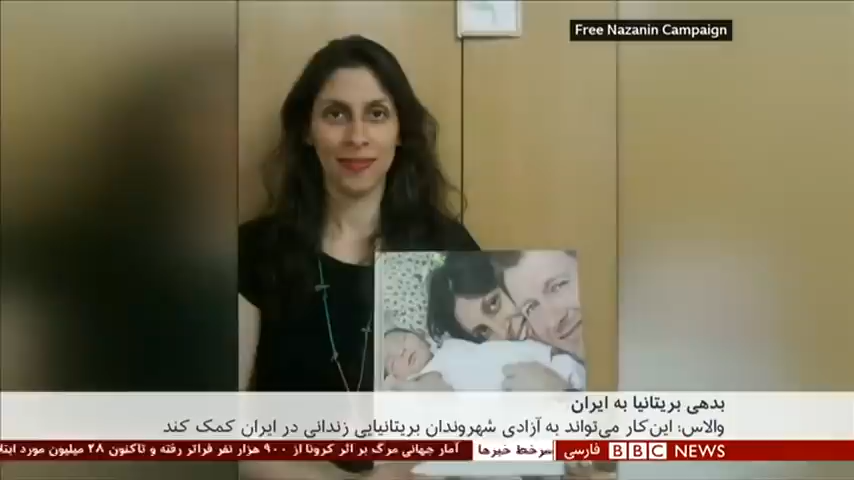 Free Nazanin Campaign
بدهی بریتانیا به ایران
والاس: این‌کار می‌تواند به آزادی شهروندان بریتانیایی زندانی در ایران کمک کند
BBC NEWS فارسی سرخط خبرها آمار جهانی مرگ بر اثر کرونا از ۹۰۰ هزار نفر فراتر رفته و تاکنون ۲۸ میلیون مورد ابتلا